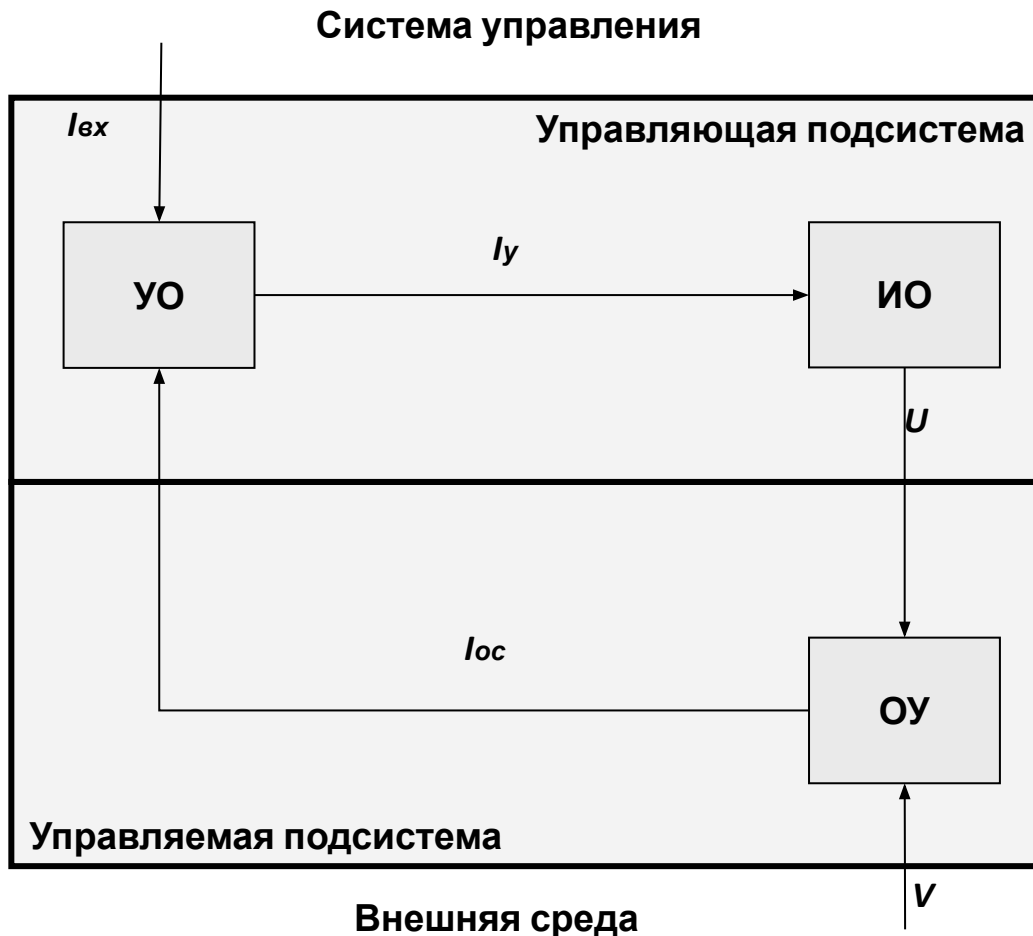 Система управления
Iвх
Управляющая подсистема
Iу
УО
ИО
U
Iос
ОУ
Управляемая подсистема
V
Внешняя среда